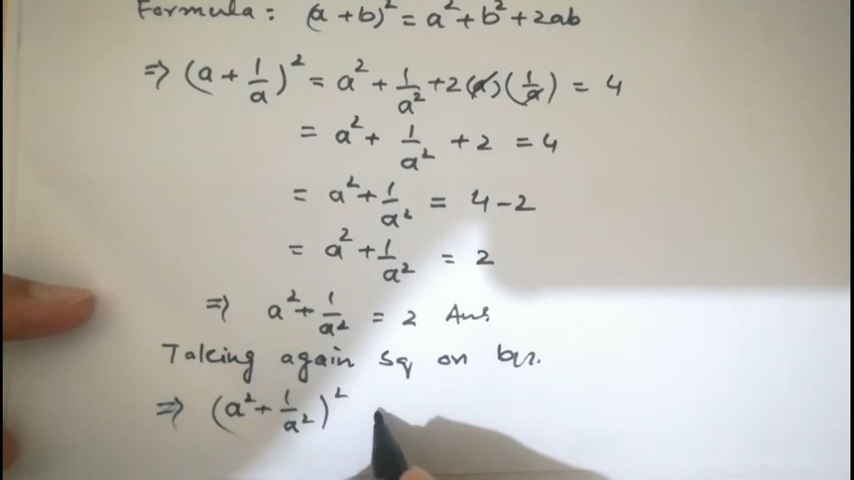 Formula: (a+b)² = a²+b²+2ab
⇒ (a+1/a)² = a²+1/a²+2(a)(1/a) = 4
= a²+1/a²+2 = 4
= a²+1/a² = 4-2
= a²+1/a² = 2
⇒ a²+1/a² = 2 Ans
Taking again sq on b/s.
⇒ (a²+1/a²)²